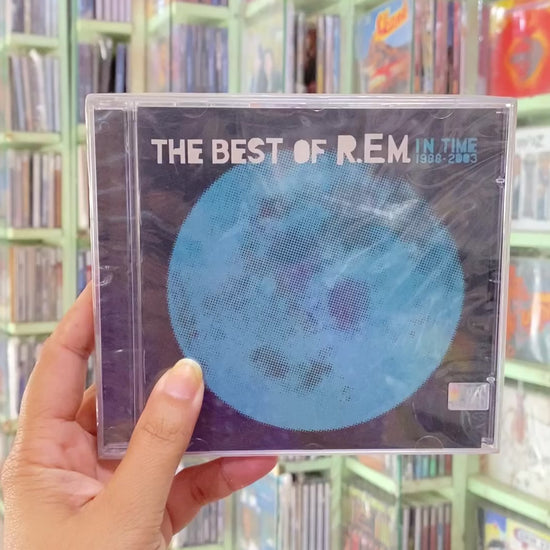 THE BEST OF R.E.M. IN TIME
1988-2003